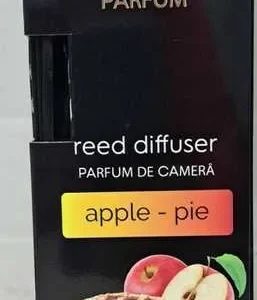 PARFUM
reed diffuser
PARFUM DE CAMERĂ
apple - pie